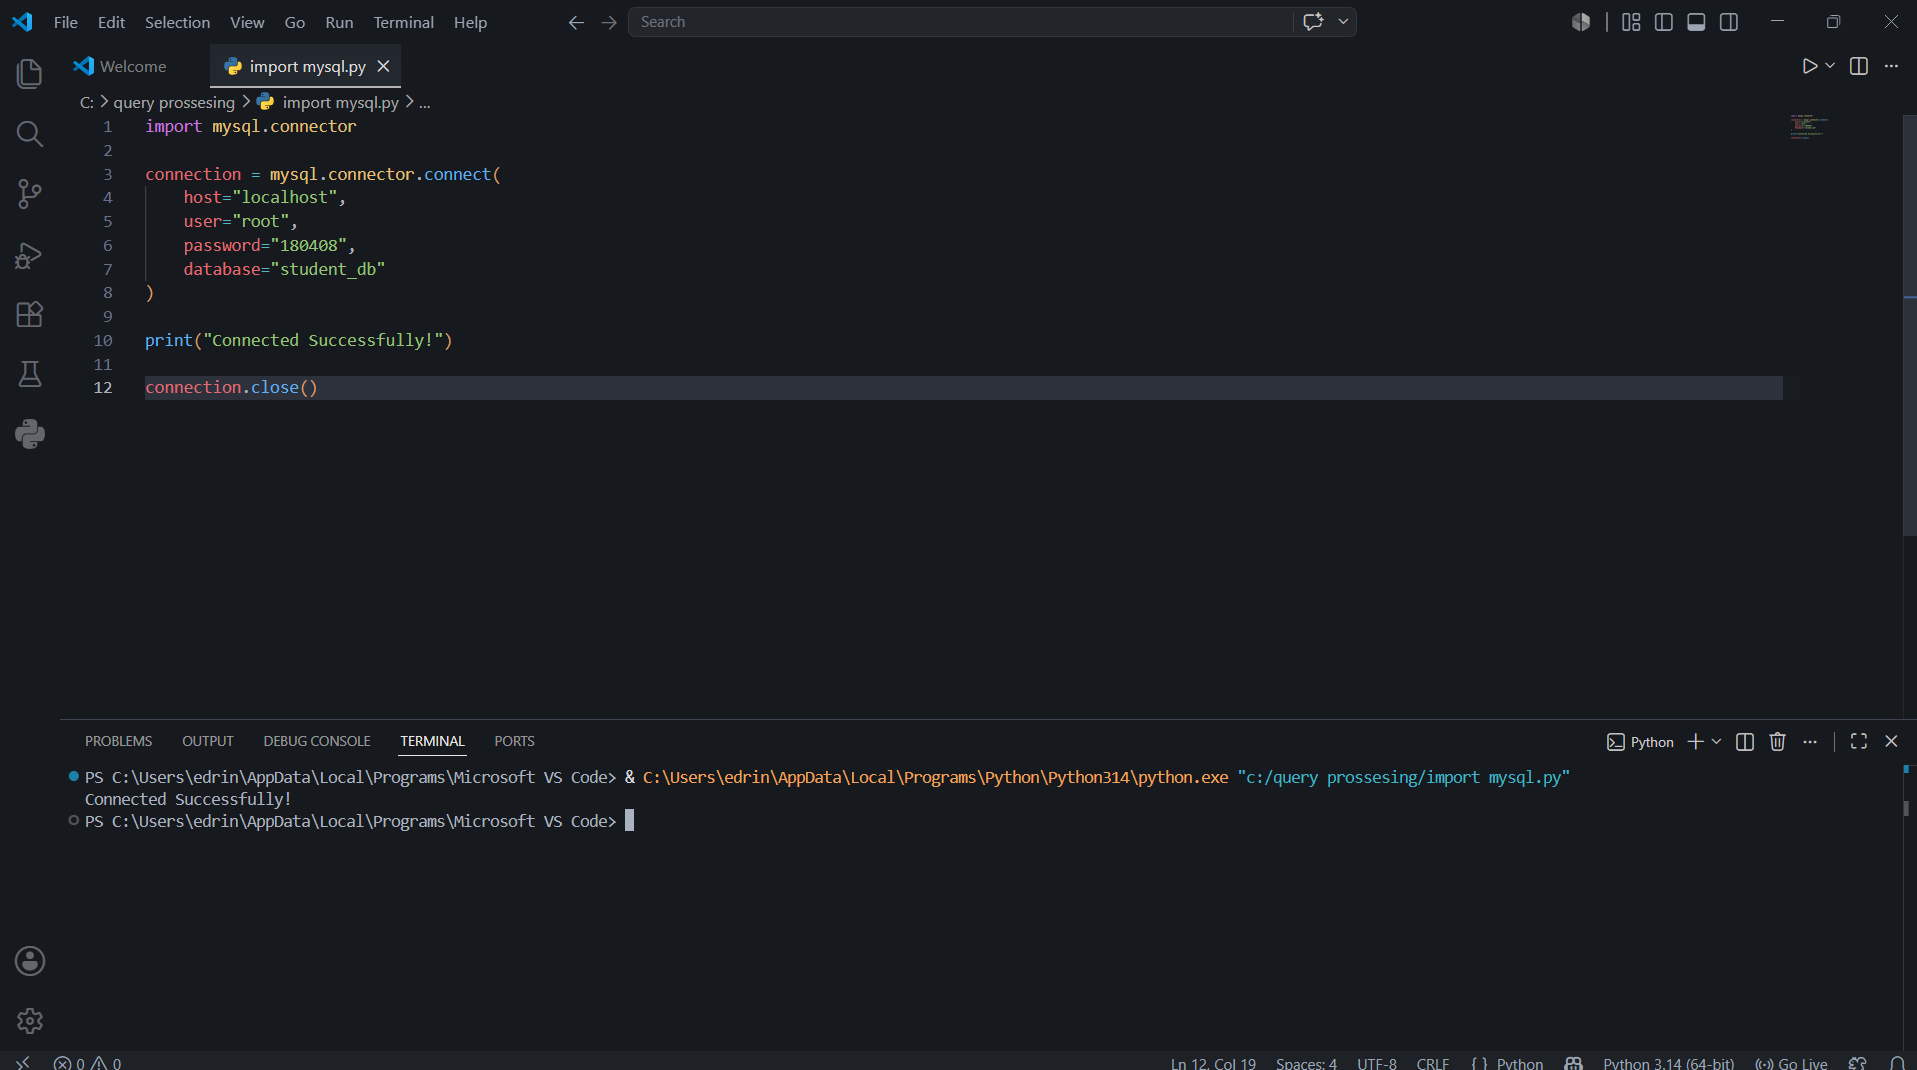 File Edit Selection View Go Run Terminal Help
Search
Welcome
import mysql.py
C: > query prossesing > import mysql.py > ...
1 import mysql.connector
2
3 connection = mysql.connector.connect(
4 host="localhost",
5 user="root",
6 password="180408",
7 database="student_db"
8 )
9
10 print("Connected Successfully!")
11
12 connection.close()
PROBLEMS OUTPUT DEBUG CONSOLE TERMINAL PORTS
Python
PS C:\Users\edrin\AppData\Local\Programs\Microsoft VS Code> & C:\Users\edrin\AppData\Local\Programs\Python\Python314\python.exe "c:/query prossesing/import mysql.py"
Connected Successfully!
PS C:\Users\edrin\AppData\Local\Programs\Microsoft VS Code>
0 0
Ln 12, Col 19 Spaces: 4 UTF-8 CRLF { } Python Python 3.14 (64-bit) Go Live